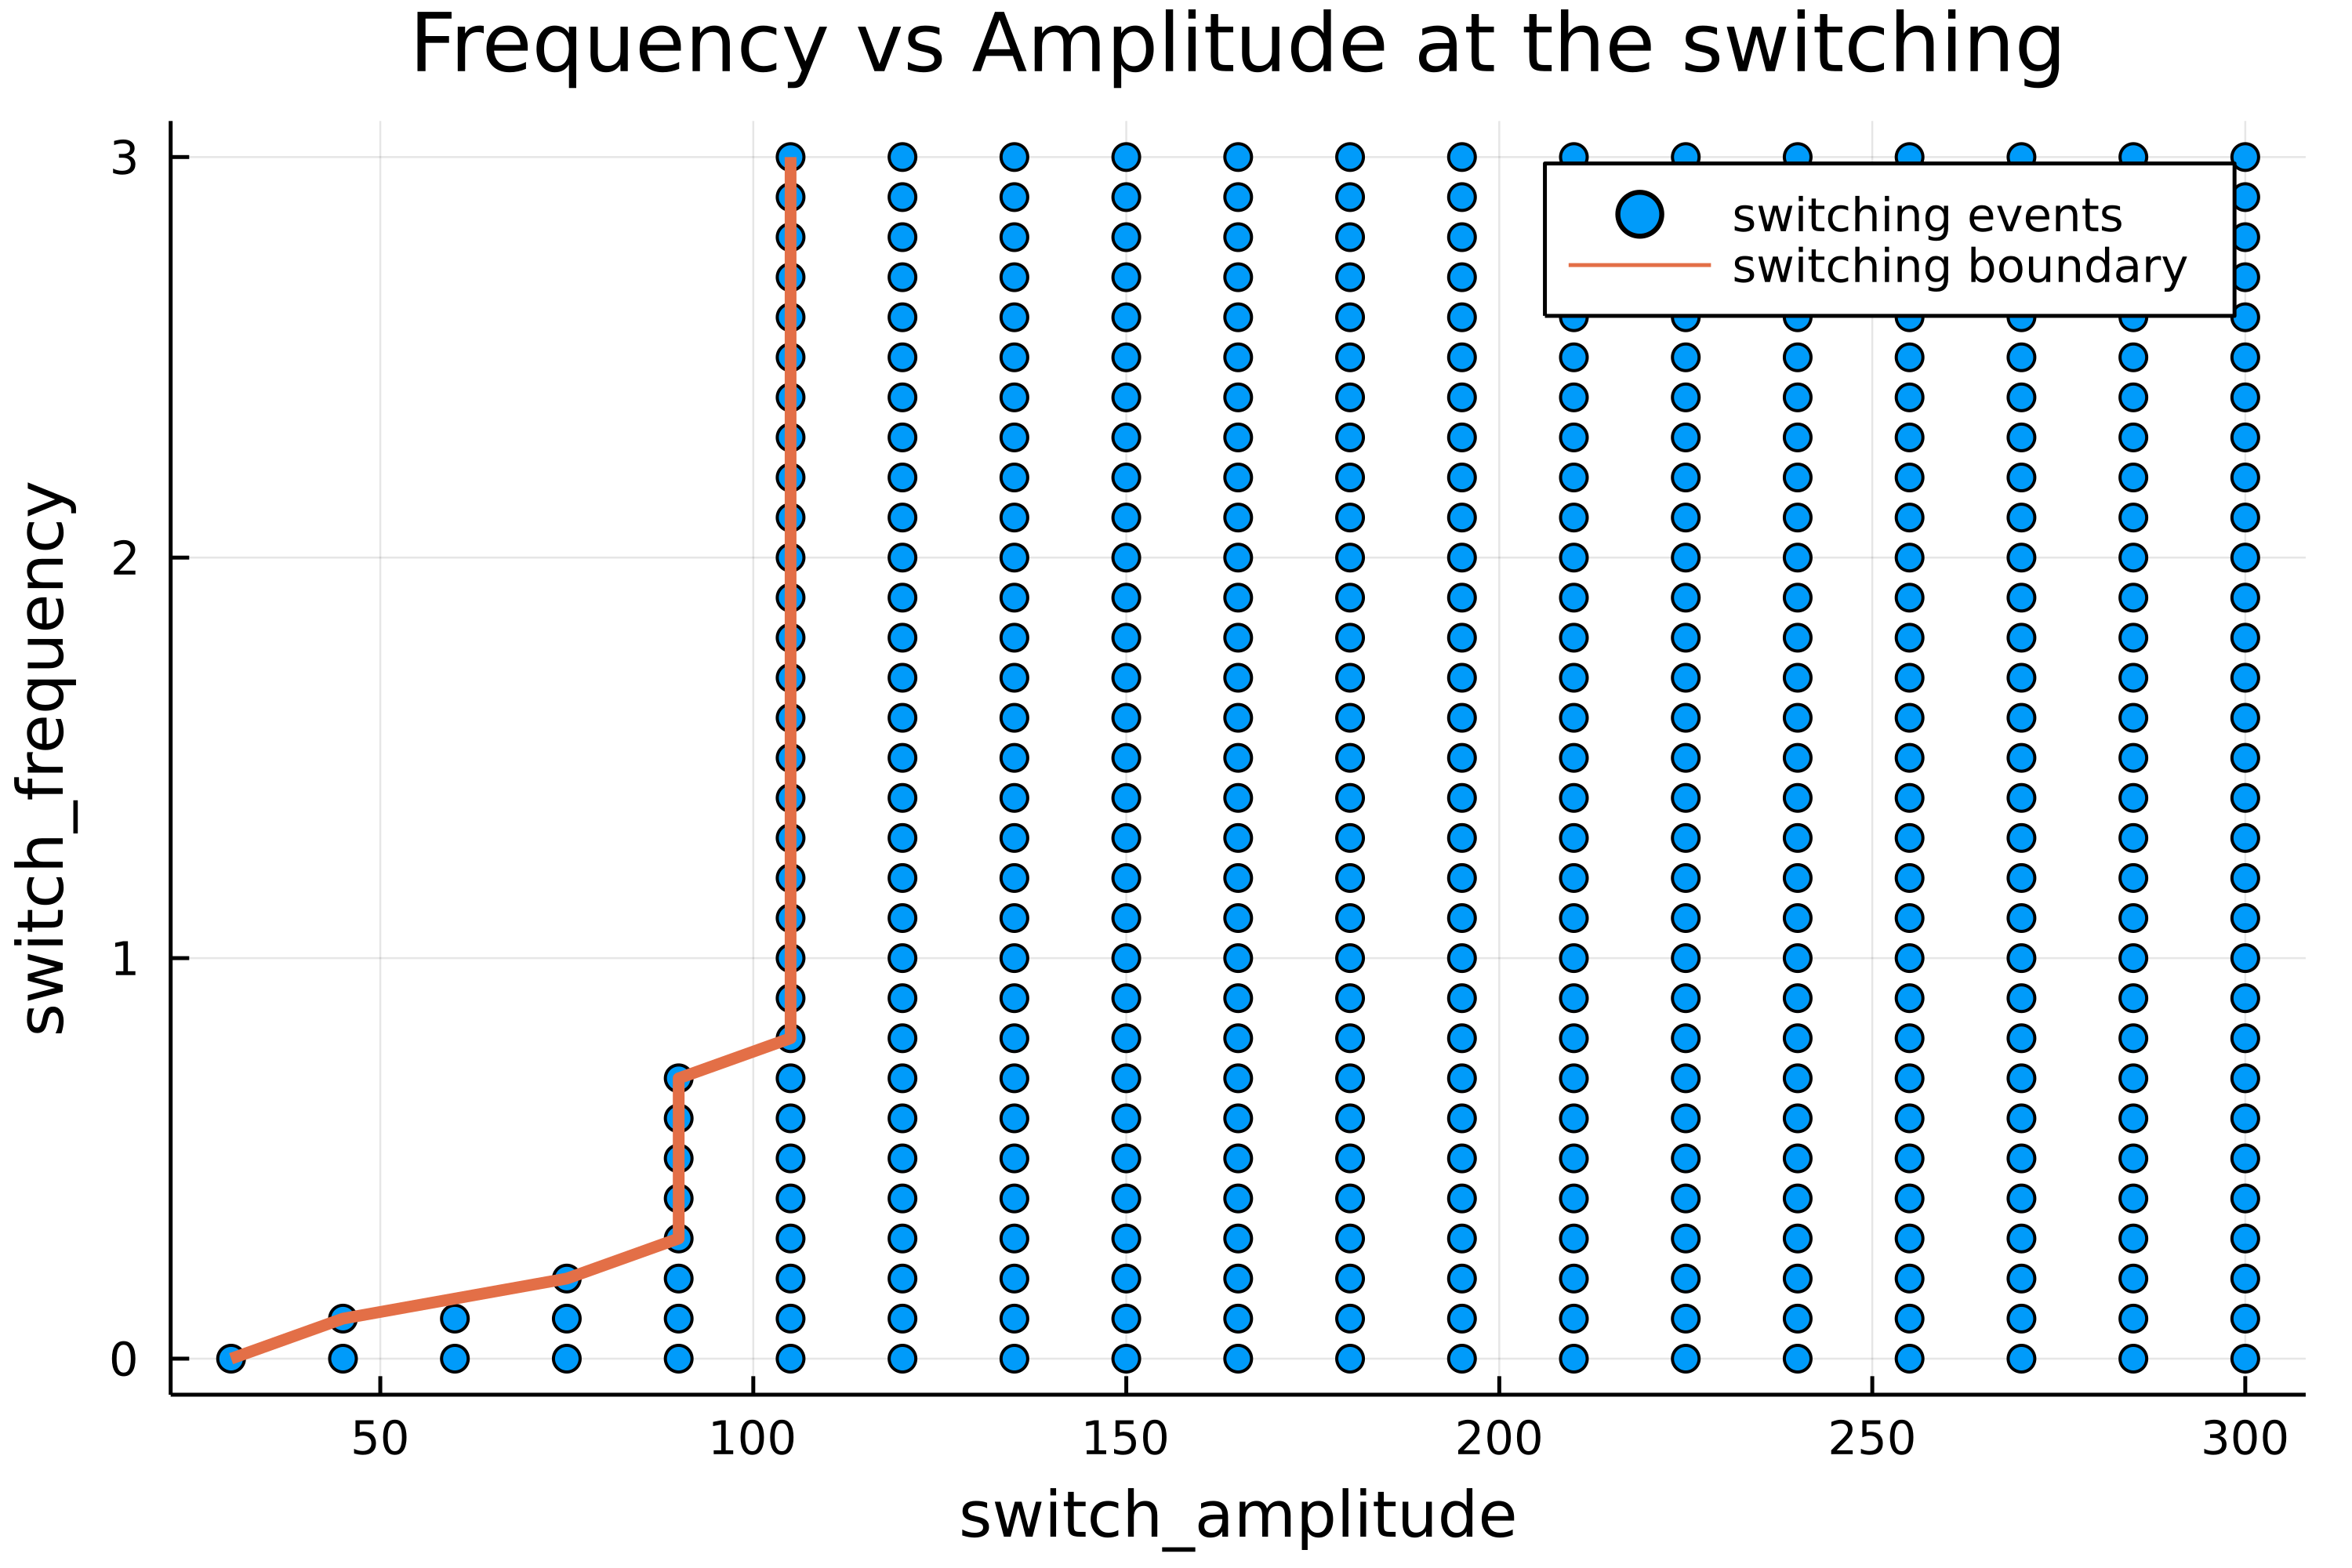 Frequency vs Amplitude at the switching
switching events
switching boundary
switch_frequency
3
2
1
0
50 100 150 200 250 300
switch_amplitude